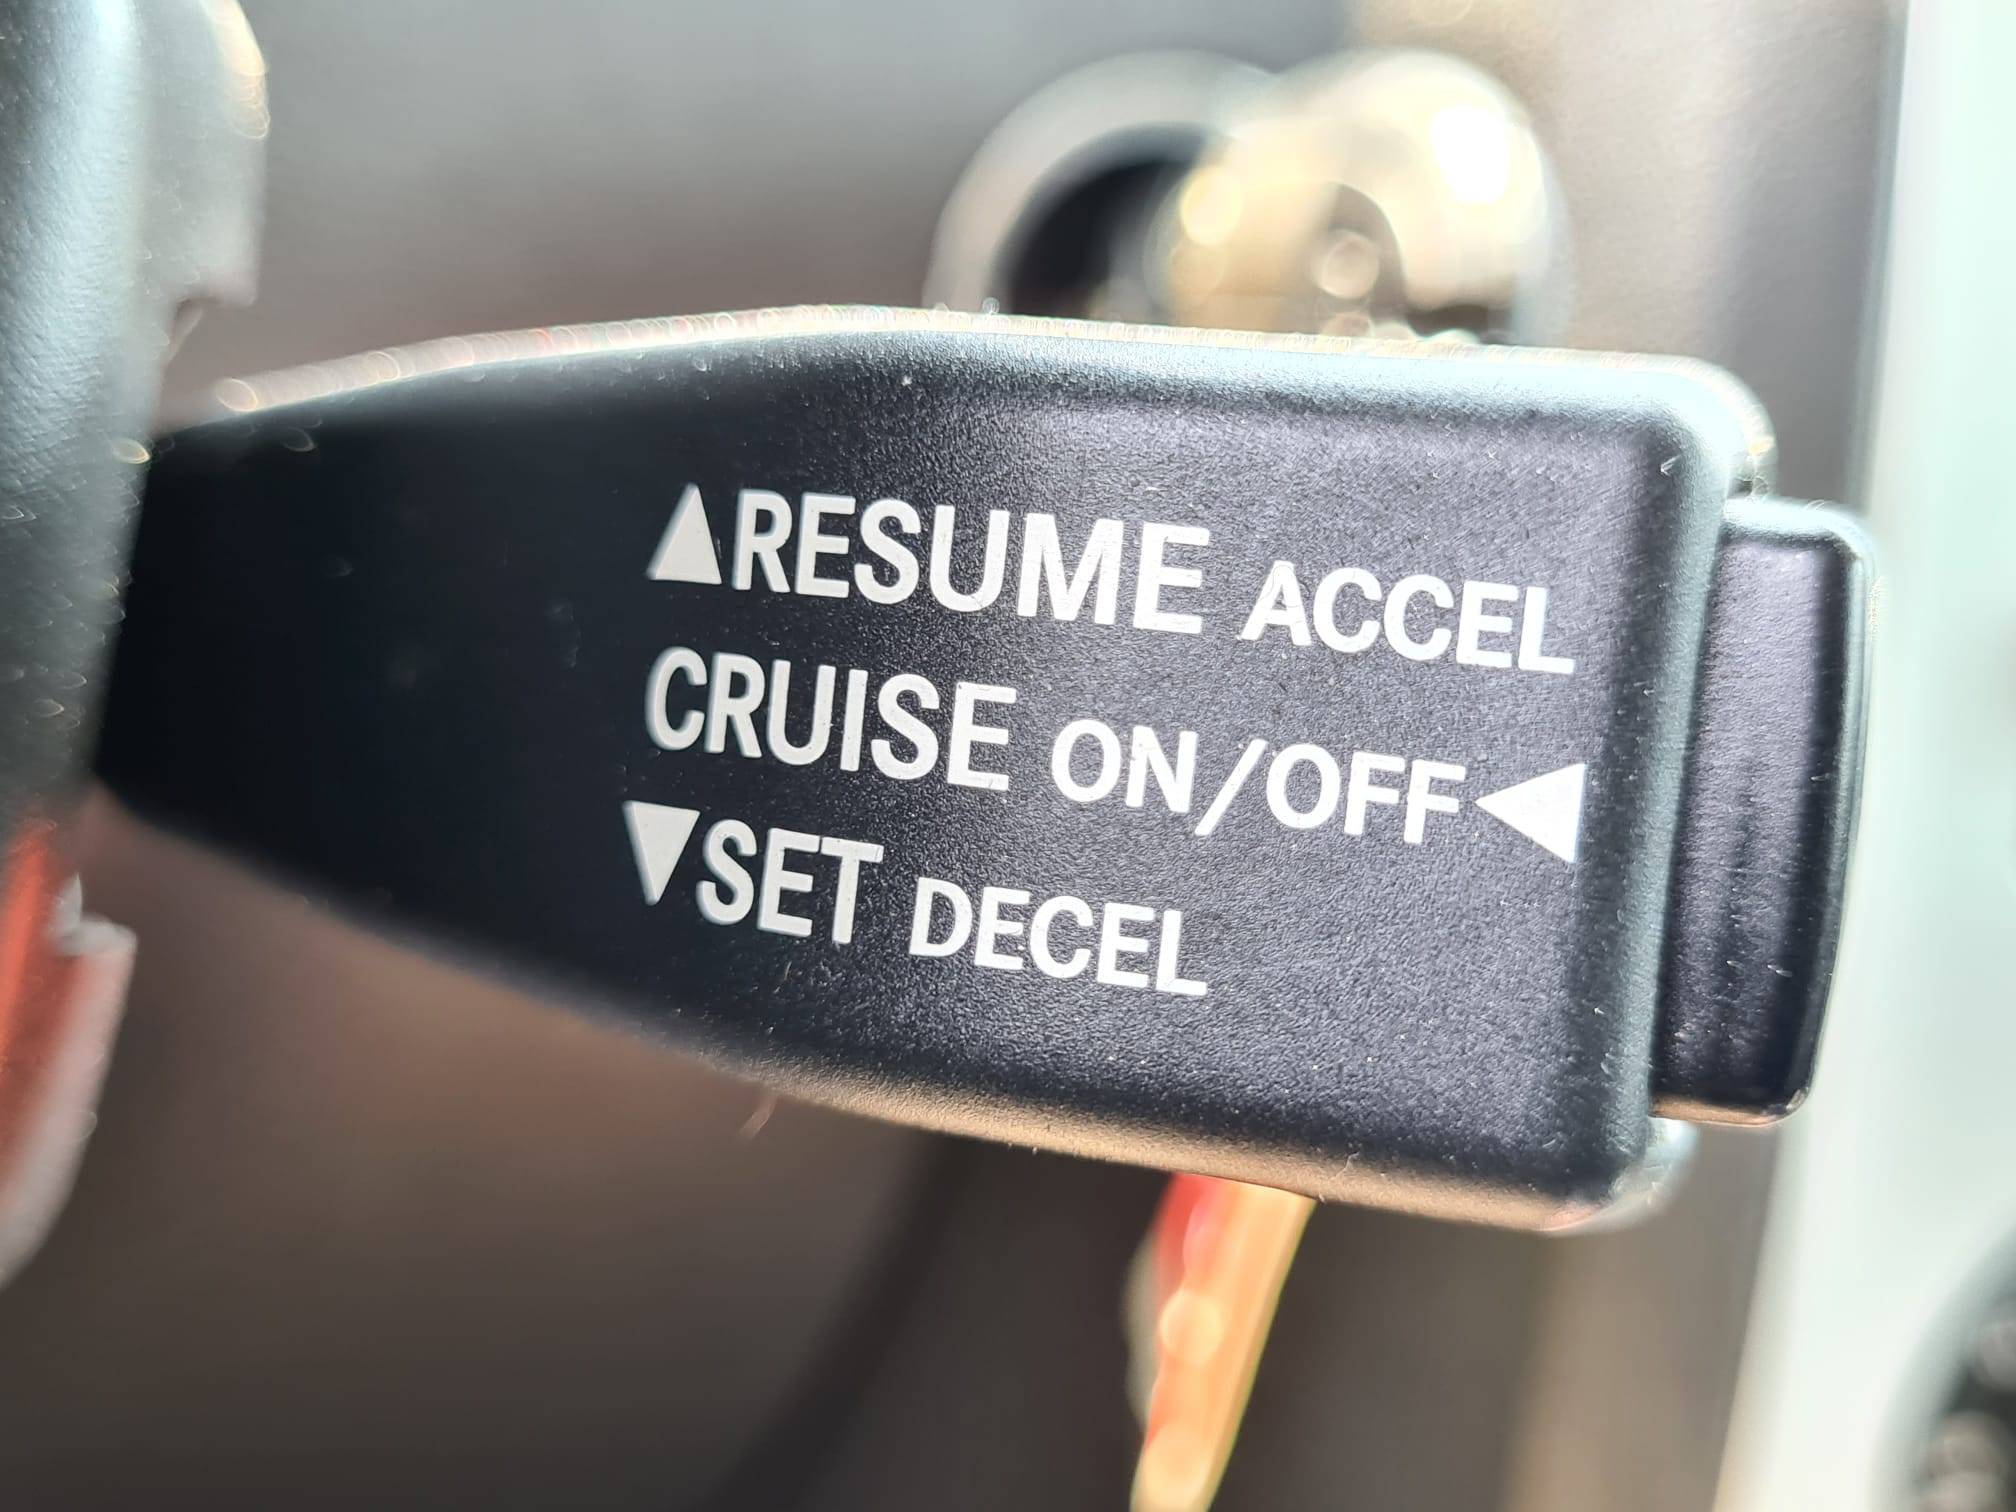 ▲RESUME ACCEL
CRUISE ON/OFF◀
▼SET DECEL